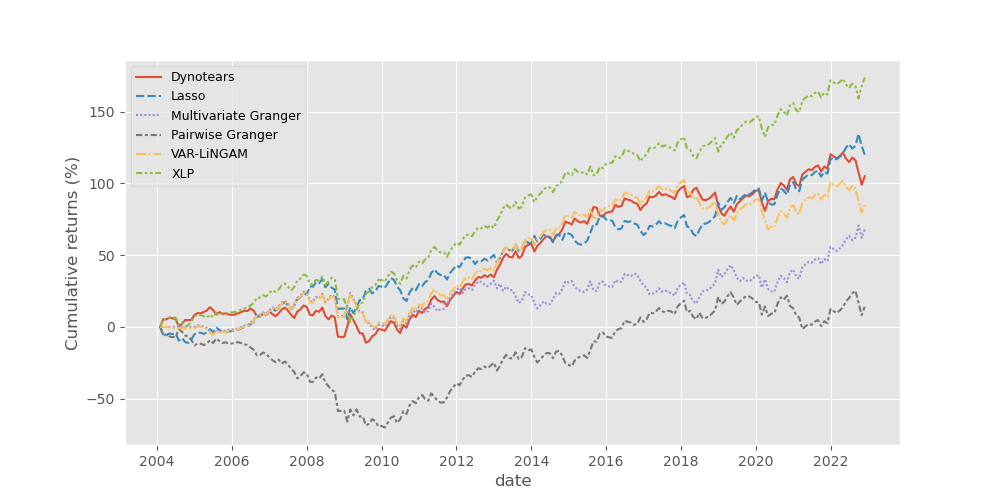 Dynotears
Lasso
Multivariate Granger
Pairwise Granger
VAR-LiNGAM
XLP
Cumulative returns (%)
150
100
50
0
−50
2004 2006 2008 2010 2012 2014 2016 2018 2020 2022
date